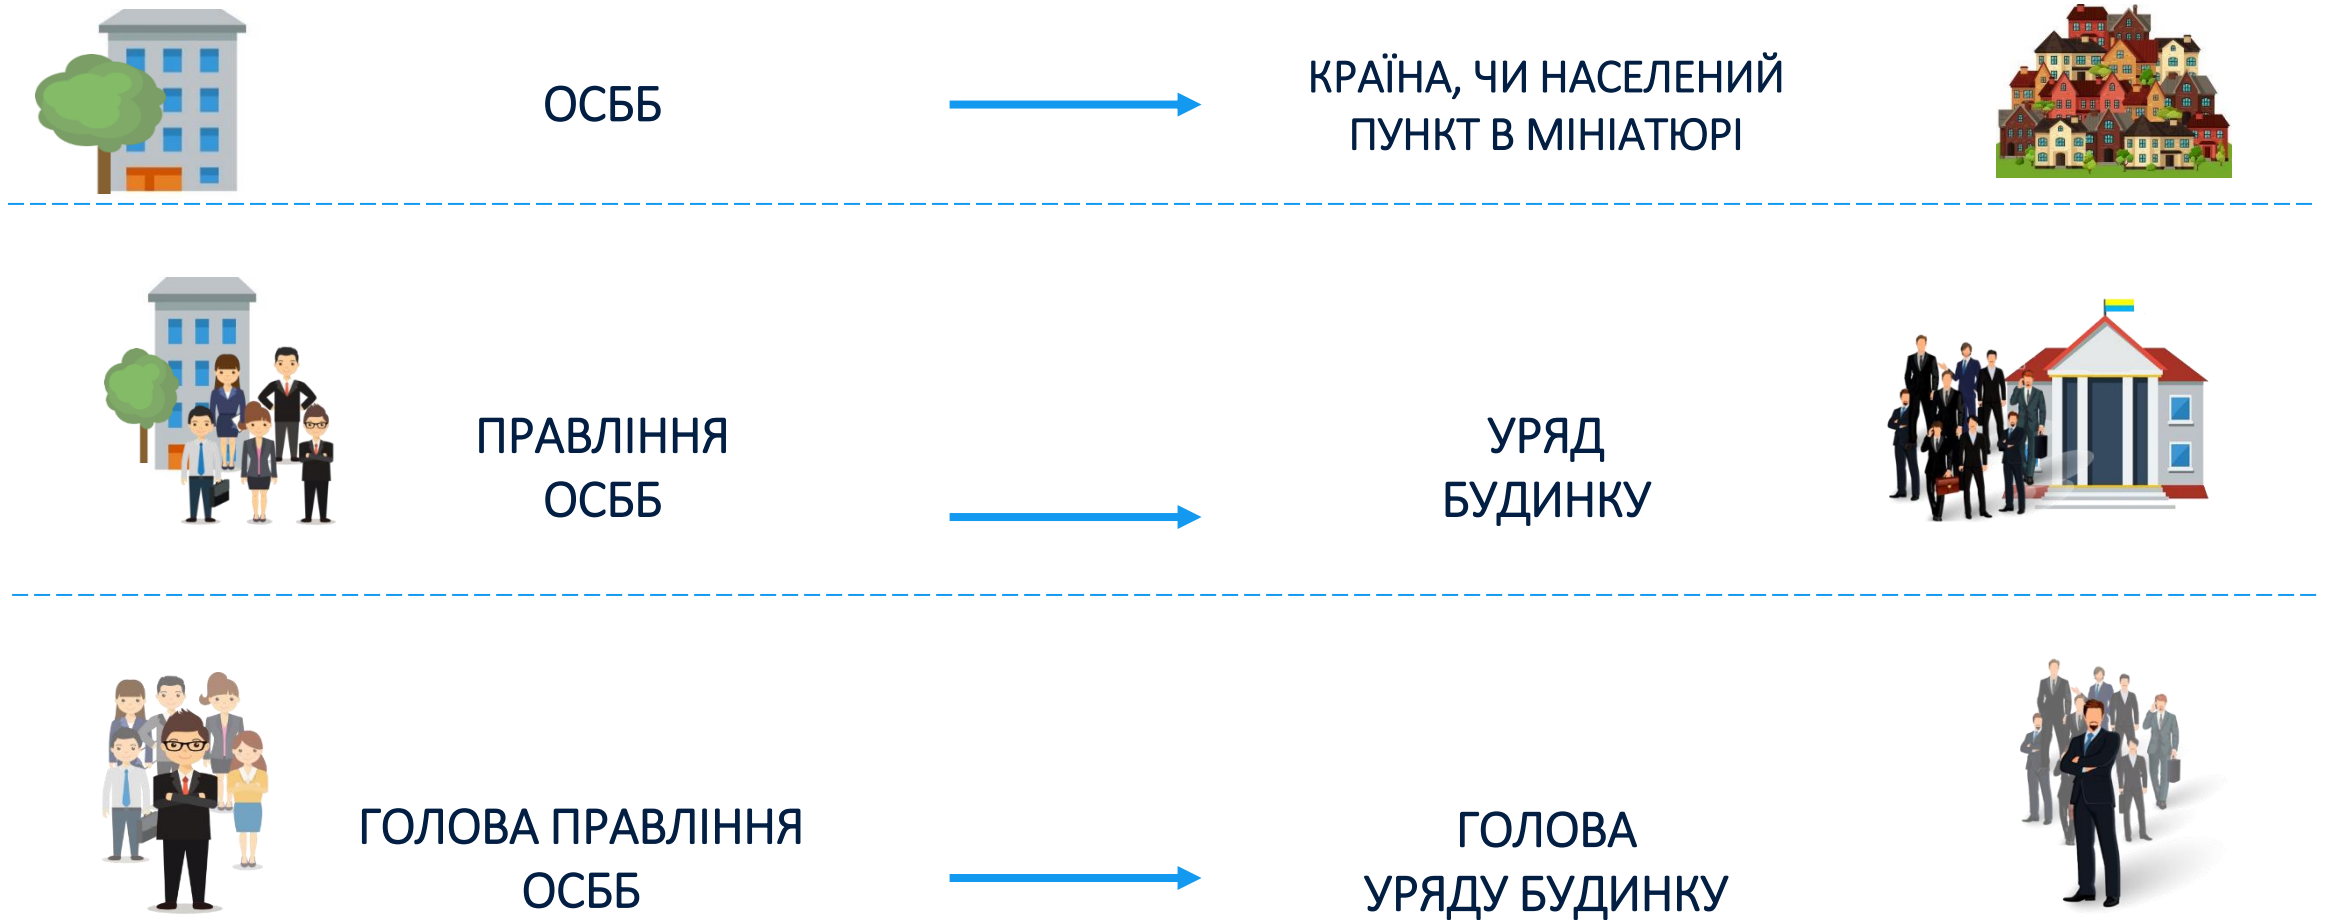 ОСББ
КРАЇНА, ЧИ НАСЕЛЕНИЙ
ПУНКТ В МІНІАТЮРІ
ПРАВЛІННЯ
ОСББ
УРЯД
БУДИНКУ
ГОЛОВА ПРАВЛІННЯ
ОСББ
ГОЛОВА
УРЯДУ БУДИНКУ